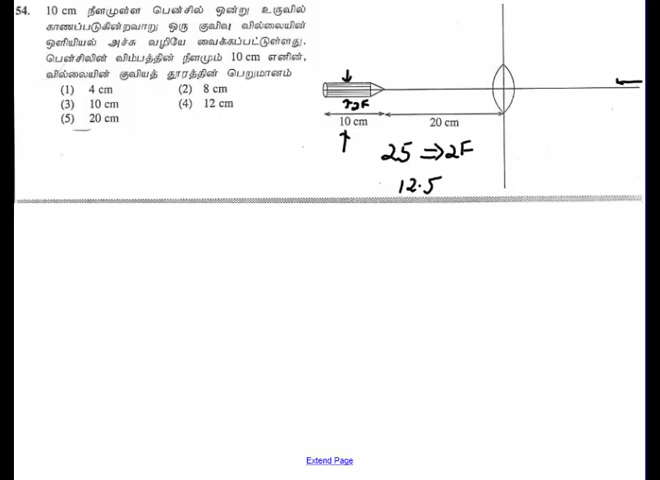 54. 10 cm நீளமுள்ள பென்சில் ஒன்று உருவில்
காணப்படுகின்றவாறு ஒரு குவிவு வில்லையின்
ஒளியியல் அச்சு வழியே வைக்கப்பட்டுள்ளது.
பென்சிலின் விம்பத்தின் நீளமும் 10 cm எனின்,
வில்லையின் குவியத் தூரத்தின் பெறுமானம்
(1) 4 cm (2) 8 cm
(3) 10 cm (4) 12 cm
(5) 20 cm
2F
10 cm 20 cm
25 ⇒ 2F
12.5
Extend Page